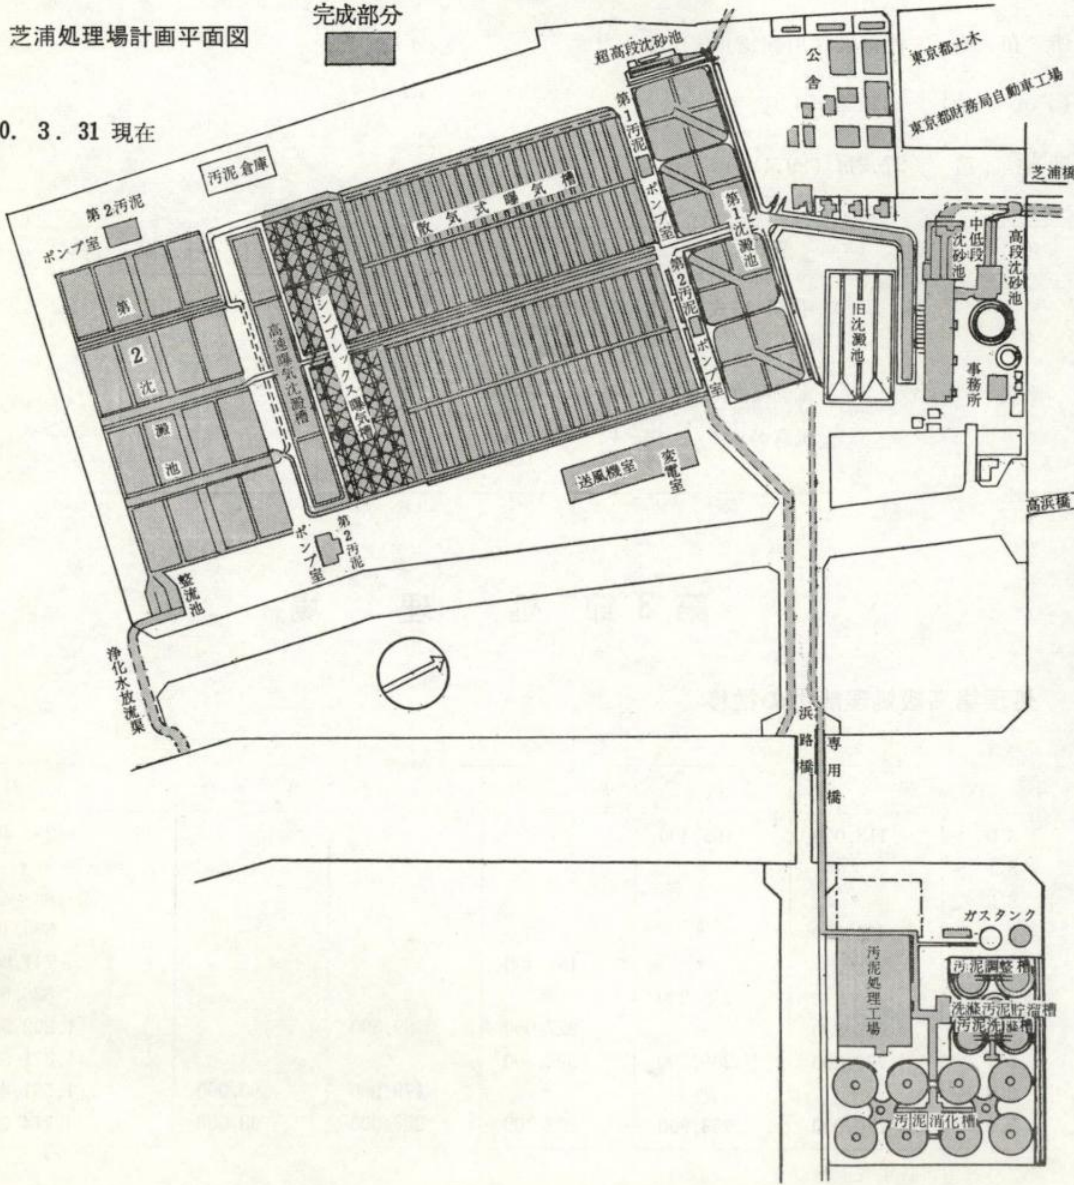 芝浦処理場計画平面図
完成部分
0. 3. 31 現在
超高段沈砂池
公舎
東京都土木
東京都財務局自動車工場
芝浦橋
汚泥倉庫
第1汚泥
ポンプ室
第2汚泥
ポンプ室
散気式曝気槽
第1沈澱池
中低段
沈砂池
高段沈砂池
第2汚泥
ポンプ室
第2沈澱池
高速曝気沈澱槽
シンプレックス曝気槽
旧沈澱池
事務所
送風機室
変電室
高浜橋
第2汚泥
ポンプ室
整流池
浄化水放流渠
浜路橋
専用橋
ガスタンク
汚泥処理工場
汚泥調整槽
洗滌汚泥貯溜槽
汚泥洗滌槽
汚泥消化槽